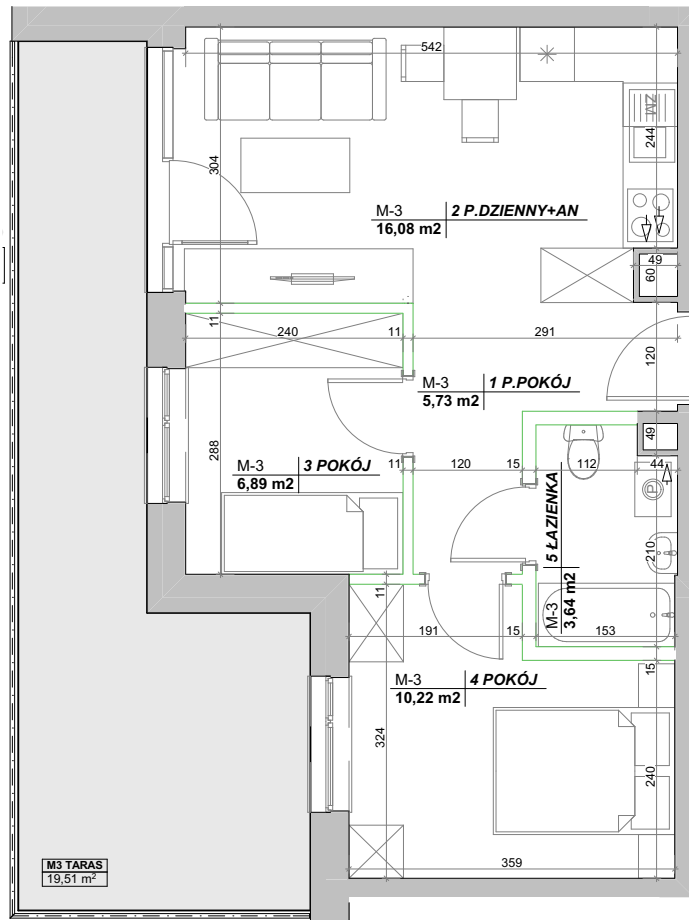 542
304
ZM
244
M-3 2 P.DZIENNY+AN
16,08 m2
49
60
11
240
11
291
120
M-3 1 P.POKÓJ
5,73 m2
288
49
M-3 3 POKÓJ
6,89 m2
11
120
15
112
44
P
5 ŁAZIENKA
M-3
3,64 m2
210
11
191
15
153
15
M-3 4 POKÓJ
10,22 m2
324
240
359
M3 TARAS
19,51 m²